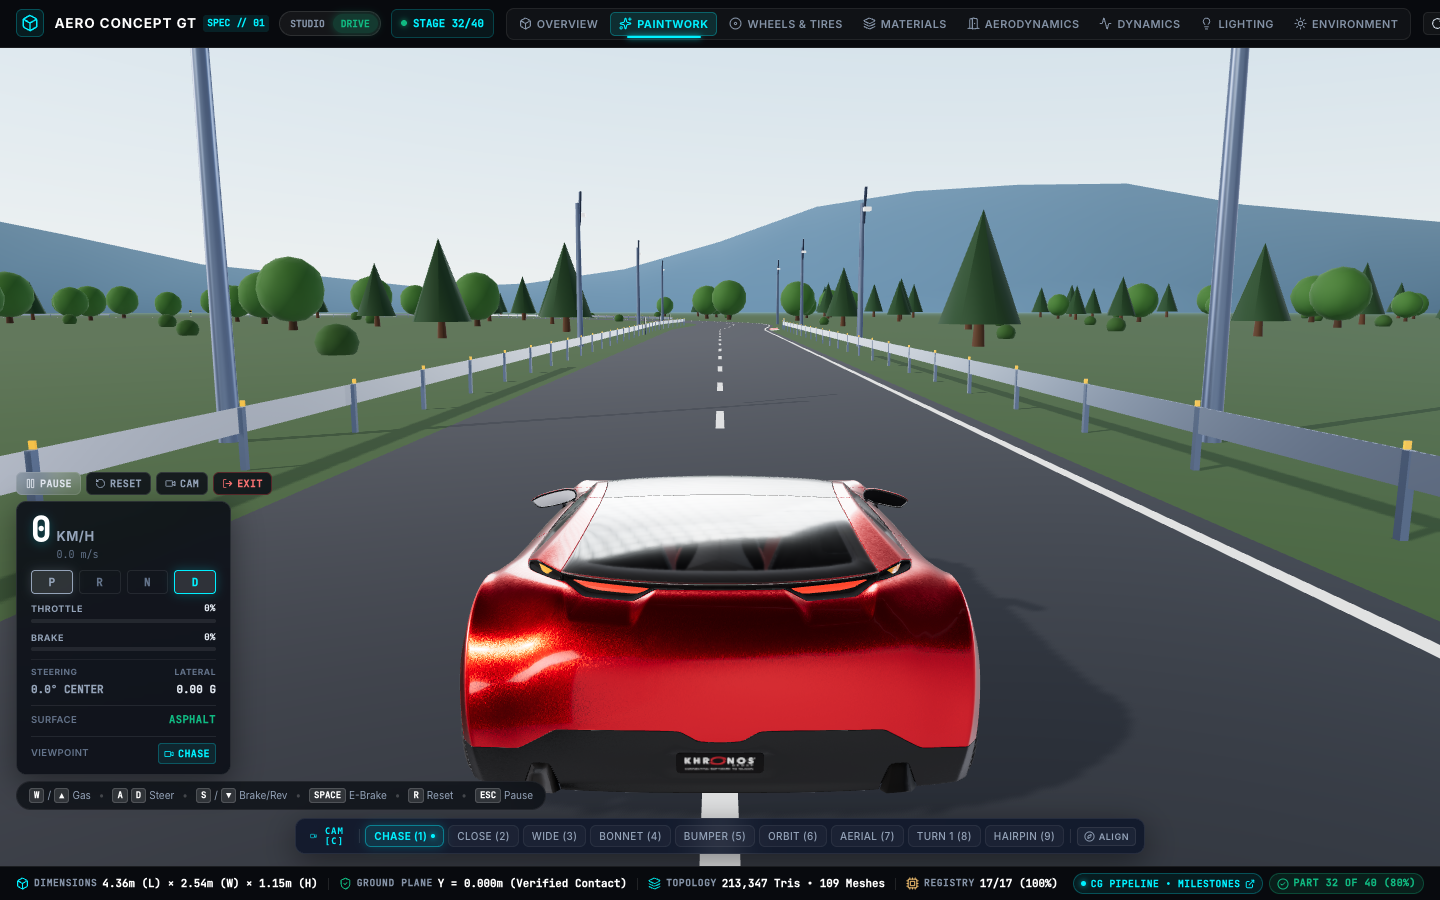 AERO CONCEPT GT SPEC // 01 STUDIO DRIVE STAGE 32/40 OVERVIEW PAINTWORK WHEELS & TIRES MATERIALS AERODYNAMICS DYNAMICS LIGHTING ENVIRONMENT
PAUSE RESET CAM EXIT
0 KM/H
0.0 m/s
P R N D
THROTTLE 0%
BRAKE 0%
STEERING LATERAL
0.0° CENTER 0.00 G
SURFACE ASPHALT
VIEWPOINT CHASE
KHRONOS
W / ▲ Gas • A D Steer • S / ▼ Brake/Rev • SPACE E-Brake • R Reset • ESC Pause
CAM [C] CHASE (1) CLOSE (2) WIDE (3) BONNET (4) BUMPER (5) ORBIT (6) AERIAL (7) TURN 1 (8) HAIRPIN (9) ALIGN
DIMENSIONS 4.36m (L) × 2.54m (W) × 1.15m (H) GROUND PLANE Y = 0.000m (Verified Contact) TOPOLOGY 213,347 Tris • 109 Meshes REGISTRY 17/17 (100%) CG PIPELINE • MILESTONES PART 32 OF 40 (80%)